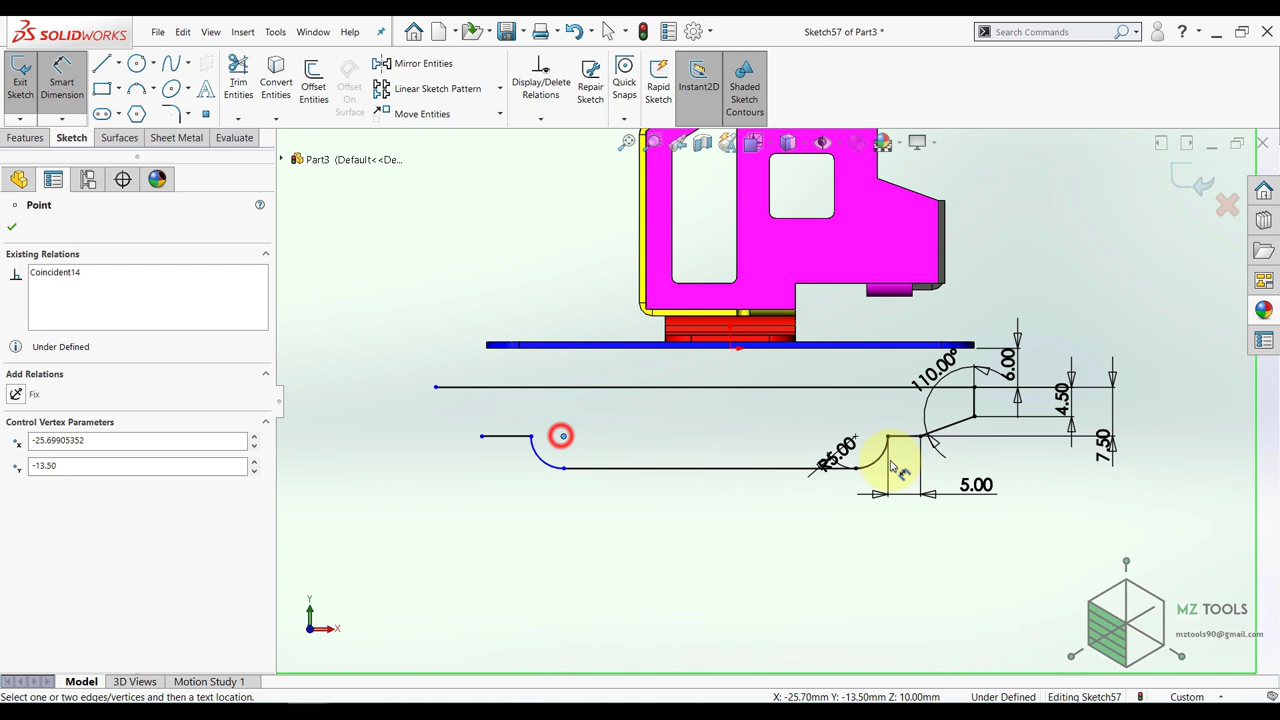 SOLIDWORKS
File Edit View Insert Tools Window Help
Sketch57 of Part3 *
Search Commands
Exit Sketch
Smart Dimension
Trim Entities
Convert Entities
Offset Entities
Offset On Surface
Mirror Entities
Linear Sketch Pattern
Move Entities
Display/Delete Relations
Repair Sketch
Quick Snaps
Rapid Sketch
Instant2D
Shaded Sketch Contours
Features Sketch Surfaces Sheet Metal Evaluate
Part3 (Default<<De...
Point
Existing Relations
Coincident14
Under Defined
Add Relations
Fix
Control Vertex Parameters
-25.69905352
-13.50
110.00°
6.00
4.50
7.50
R5.00
5.00
Y
X
MZ TOOLS
mztools90@gmail.com
Model 3D Views Motion Study 1
Select one or two edges/vertices and then a text location.
X: -25.70mm Y: -13.50mm Z: 10.00mm
Under Defined
Editing Sketch57
Custom